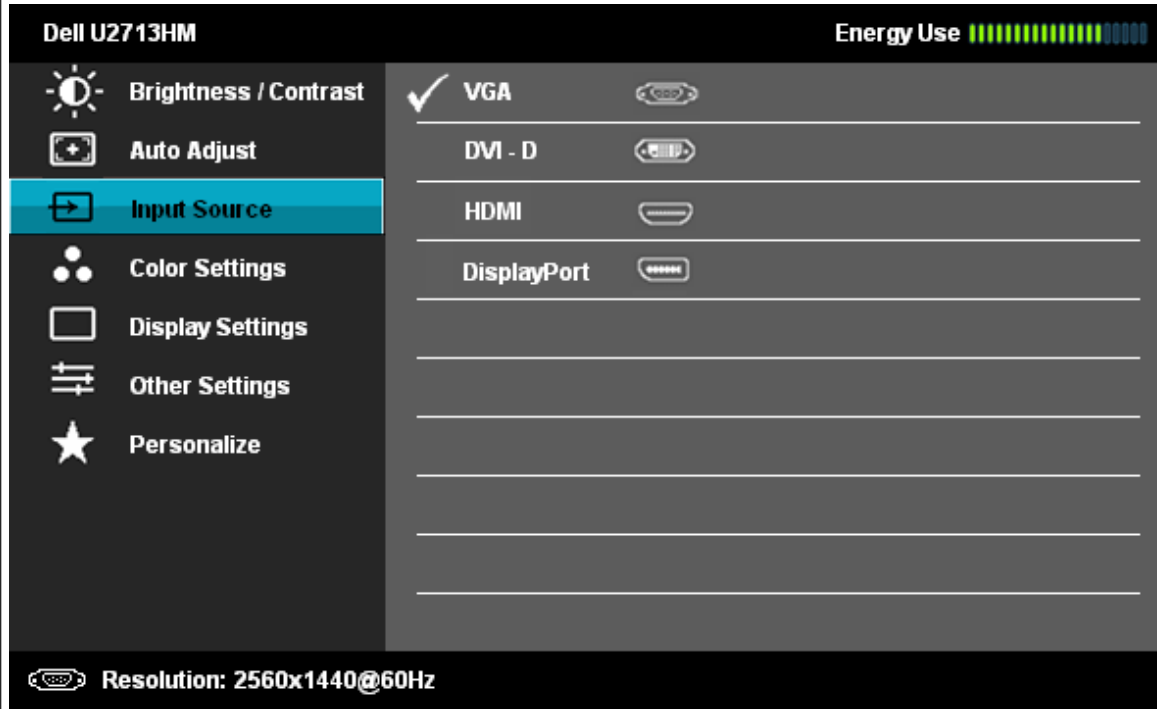 Dell U2713HM
Energy Use
Brightness / Contrast
Auto Adjust
Input Source
Color Settings
Display Settings
Other Settings
Personalize
VGA
DVI - D
HDMI
DisplayPort
Resolution: 2560x1440@60Hz